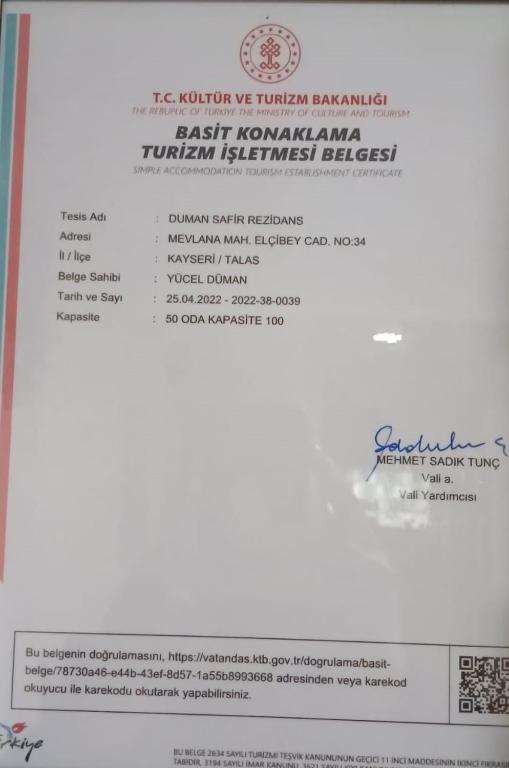 T.C. KÜLTÜR VE TURİZM BAKANLIĞI
THE REBUPLIC OF TÜRKİYE THE MINISTRY OF CULTURE AND TOURISM
BASİT KONAKLAMA
TURİZM İŞLETMESİ BELGESİ
SIMPLE ACCOMMODATION TOURISM ESTABLISHMENT CERTIFICATE
Tesis Adı : DUMAN SAFİR REZİDANS
Adresi : MEVLANA MAH. ELÇİBEY CAD. NO:34
İl / İlçe : KAYSERİ / TALAS
Belge Sahibi : YÜCEL DÜMAN
Tarih ve Sayı : 25.04.2022 - 2022-38-0039
Kapasite : 50 ODA KAPASİTE 100
MEHMET SADIK TUNÇ
Vali a.
Vali Yardımcısı
Bu belgenin doğrulamasını, https://vatandas.ktb.gov.tr/dogrulama/basit-
belge/78730a46-e44b-43ef-8d57-1a55b8993668 adresinden veya karekod
okuyucu ile karekodu okutarak yapabilirsiniz.
BU BELGE 2634 SAYILI TURİZMİ TEŞVİK KANUNUNUN GEÇİCİ 11 İNCİ MADDESİNİN İKİNCİ FIKRASI
TABİDİR. 3194 SAYILI İMAR KANUNU, 3621 SAYILI